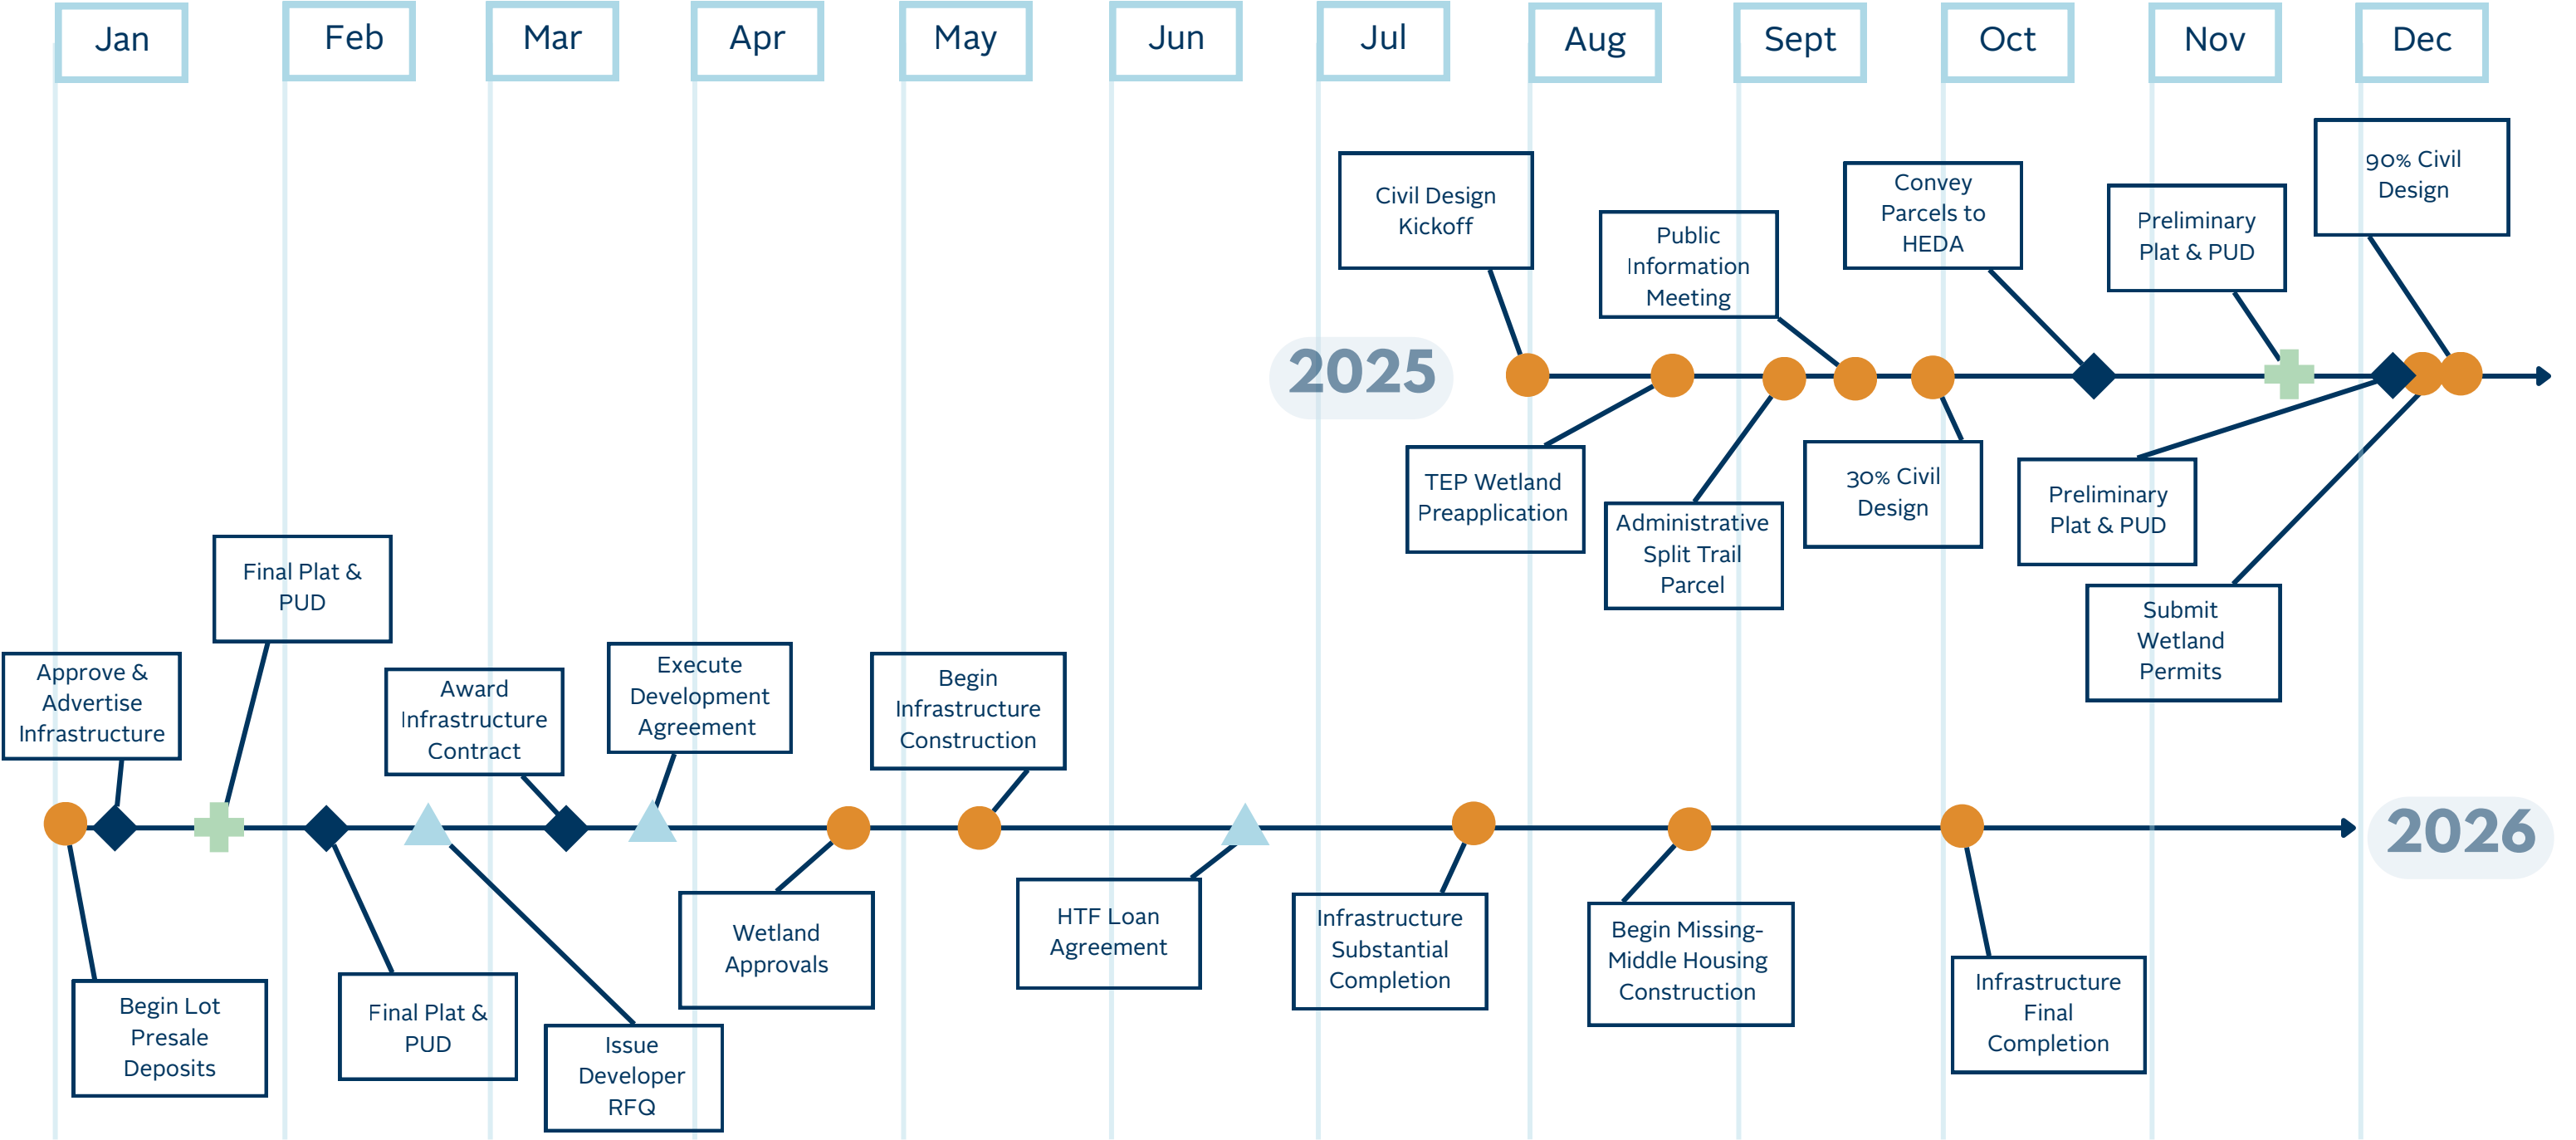 Jan
Feb
Mar
Apr
May
Jun
Jul
Aug
Sept
Oct
Nov
Dec
90% Civil
Design
Civil Design
Kickoff
Public
Information
Meeting
Convey
Parcels to
HEDA
Preliminary
Plat & PUD
2025
TEP Wetland
Preapplication
Administrative
Split Trail
Parcel
30% Civil
Design
Preliminary
Plat & PUD
Submit
Wetland
Permits
Approve &
Advertise
Infrastructure
Final Plat &
PUD
Award
Infrastructure
Contract
Execute
Development
Agreement
Begin
Infrastructure
Construction
2026
Begin Lot
Presale
Deposits
Final Plat &
PUD
Issue
Developer
RFQ
Wetland
Approvals
HTF Loan
Agreement
Infrastructure
Substantial
Completion
Begin Missing-
Middle Housing
Construction
Infrastructure
Final
Completion